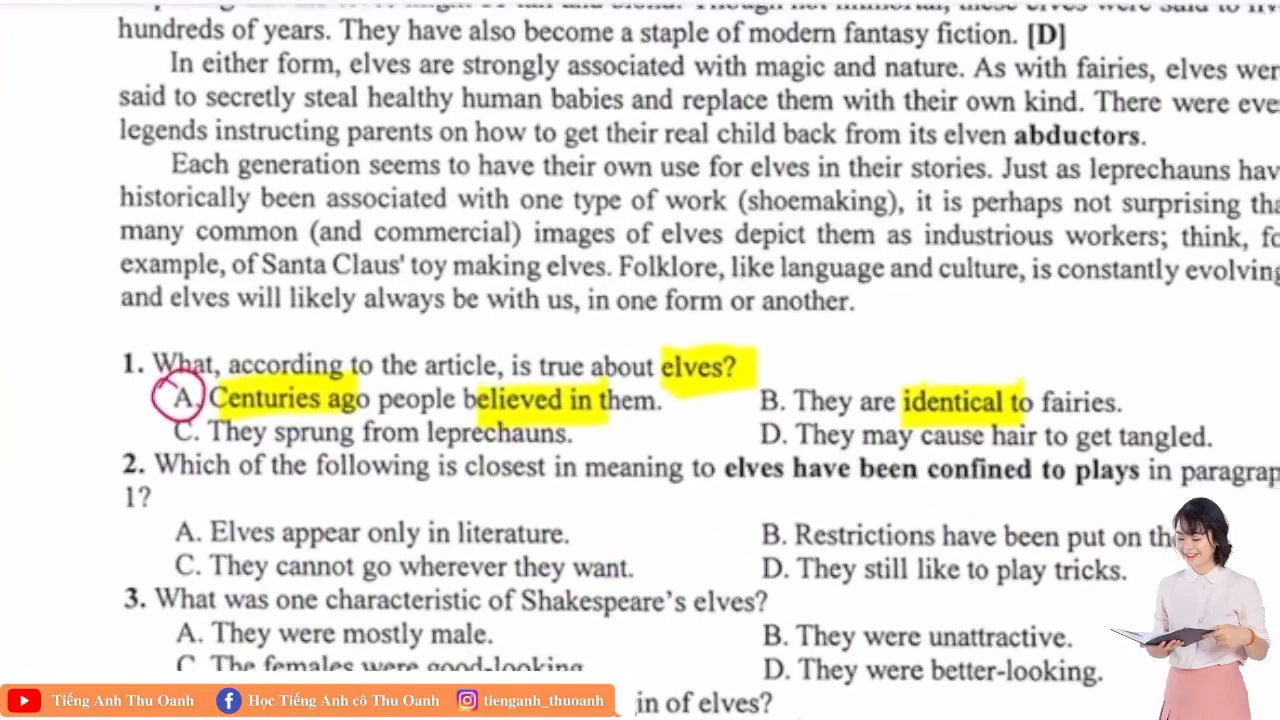 hundreds of years. They have also become a staple of modern fantasy fiction. [D]
In either form, elves are strongly associated with magic and nature. As with fairies, elves wer
said to secretly steal healthy human babies and replace them with their own kind. There were eve
legends instructing parents on how to get their real child back from its elven abductors.
Each generation seems to have their own use for elves in their stories. Just as leprechauns hav
historically been associated with one type of work (shoemaking), it is perhaps not surprising tha
many common (and commercial) images of elves depict them as industrious workers; think, fo
example, of Santa Claus' toy making elves. Folklore, like language and culture, is constantly evolving
and elves will likely always be with us, in one form or another.
1. What, according to the article, is true about elves?
A. Centuries ago people believed in them. B. They are identical to fairies.
C. They sprung from leprechauns. D. They may cause hair to get tangled.
2. Which of the following is closest in meaning to elves have been confined to plays in paragrap
1?
A. Elves appear only in literature. B. Restrictions have been put on th
C. They cannot go wherever they want. D. They still like to play tricks.
3. What was one characteristic of Shakespeare's elves?
A. They were mostly male. B. They were unattractive.
C. The females were good-looking D. They were better-looking.
in of elves?
Tiếng Anh Thu Oanh Học Tiếng Anh cô Thu Oanh tienganh_thuoanh